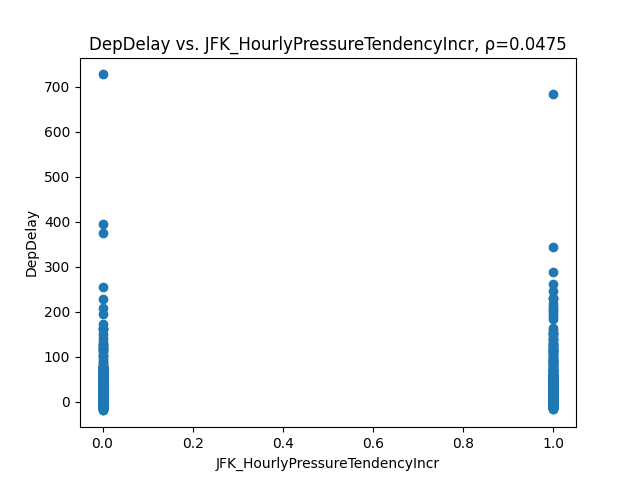 DepDelay vs. JFK_HourlyPressureTendencyIncr, ρ=0.0475
700
600
500
400
300
200
100
0
DepDelay
0.0 0.2 0.4 0.6 0.8 1.0
JFK_HourlyPressureTendencyIncr